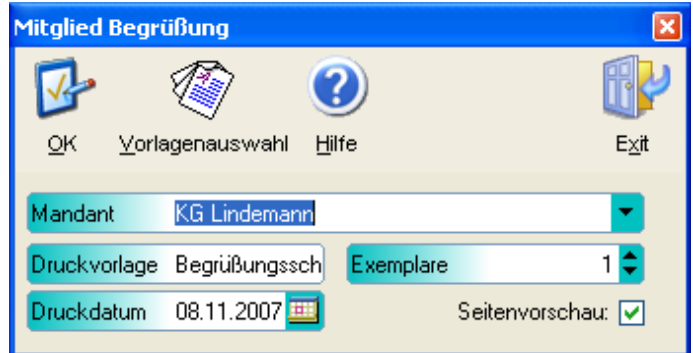 Mitglied Begrüßung
OK Vorlagenauswahl Hilfe Exit
Mandant KG Lindemann
Druckvorlage Begrüßungssch Exemplare 1
Druckdatum 08.11.2007 Seitenvorschau: